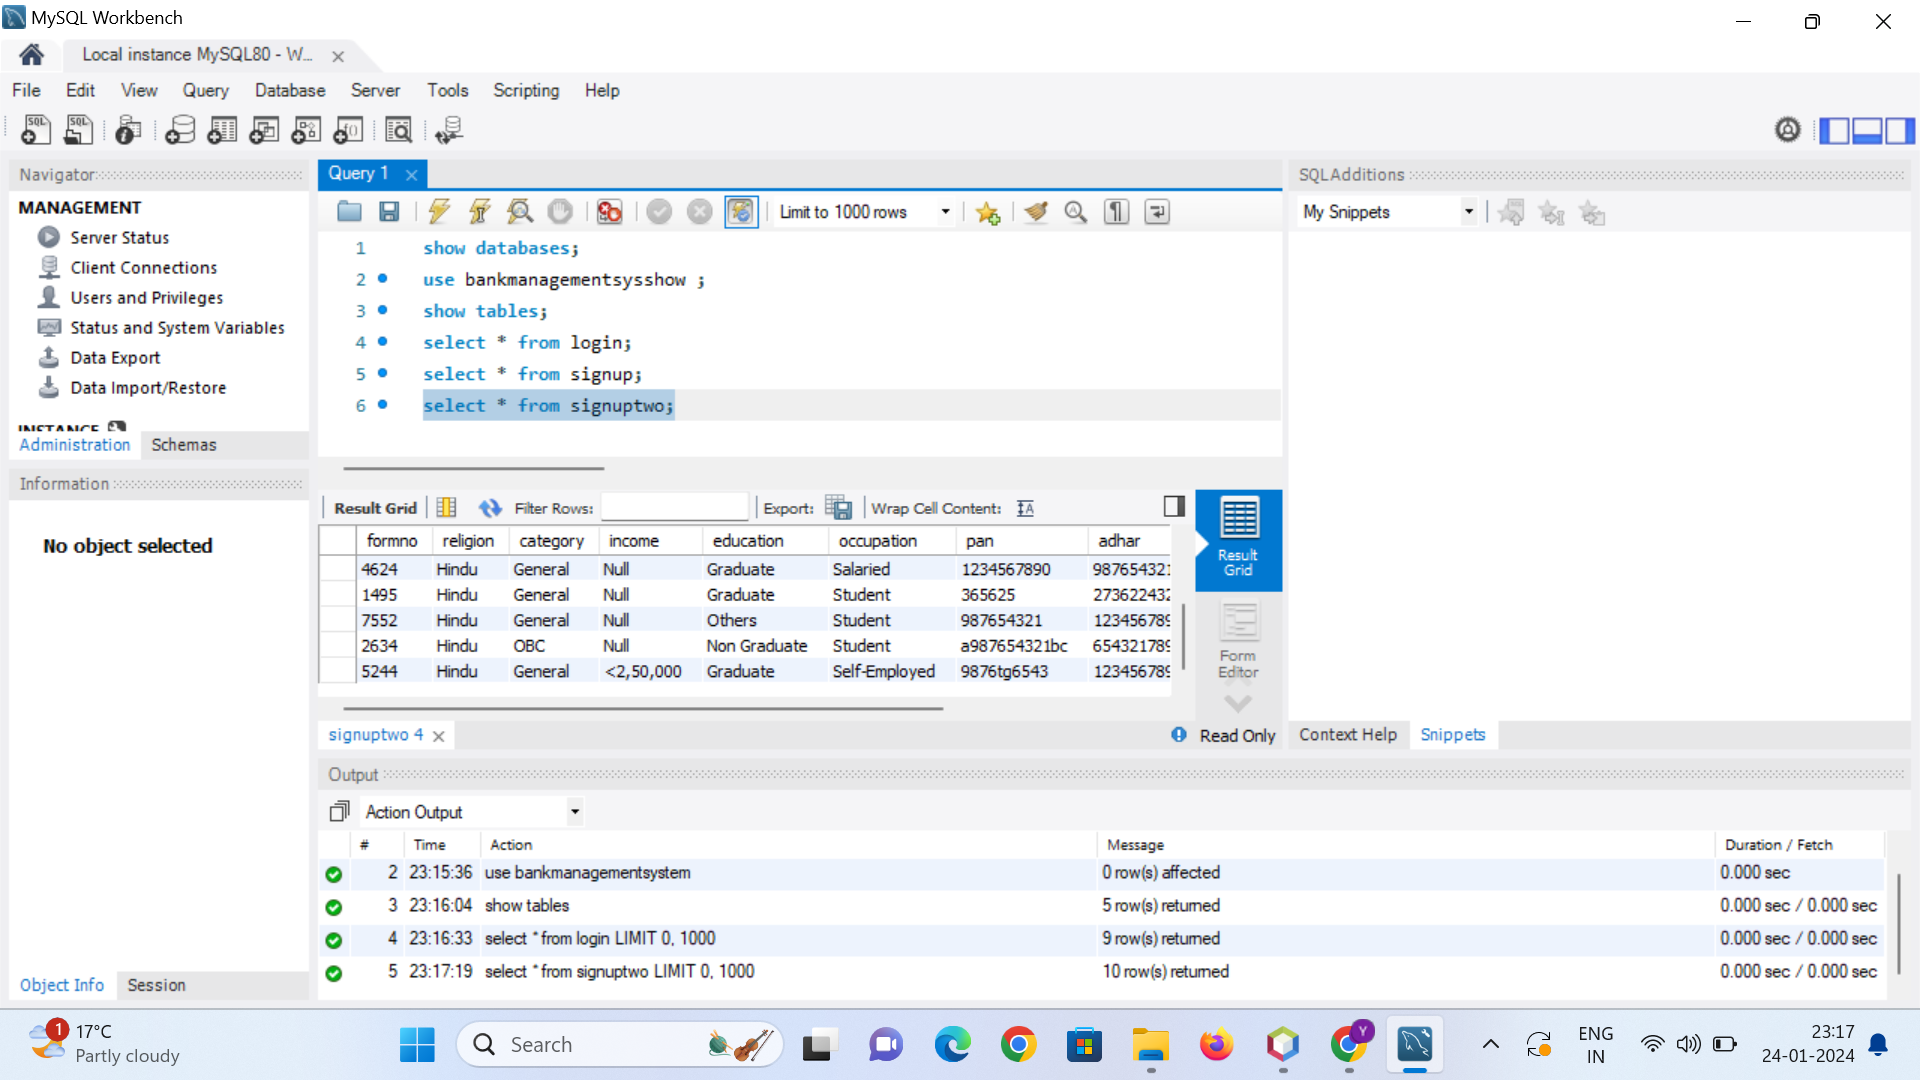 MySQL Workbench
Local instance MySQL80 - W...
File Edit View Query Database Server Tools Scripting Help
Navigator
MANAGEMENT
Server Status
Client Connections
Users and Privileges
Status and System Variables
Data Export
Data Import/Restore
INSTANCE
Administration Schemas
Information
No object selected
Object Info Session
Query 1
Limit to 1000 rows
1 show databases;
2 use bankmanagementsysshow ;
3 show tables;
4 select * from login;
5 select * from signup;
6 select * from signuptwo;
Result Grid Filter Rows: Export: Wrap Cell Content:
formno religion category income education occupation pan adhar
4624 Hindu General Null Graduate Salaried 1234567890 987654321
1495 Hindu General Null Graduate Student 365625 273622432
7552 Hindu General Null Others Student 987654321 123456789
2634 Hindu OBC Null Non Graduate Student a987654321bc 654321789
5244 Hindu General <2,50,000 Graduate Self-Employed 9876tg6543 123456789
Result
Grid
Form
Editor
signuptwo 4
Read Only
SQLAdditions
My Snippets
Context Help Snippets
Output
Action Output
# Time Action Message Duration / Fetch
2 23:15:36 use bankmanagementsystem 0 row(s) affected 0.000 sec
3 23:16:04 show tables 5 row(s) returned 0.000 sec / 0.000 sec
4 23:16:33 select * from login LIMIT 0, 1000 9 row(s) returned 0.000 sec / 0.000 sec
5 23:17:19 select * from signuptwo LIMIT 0, 1000 10 row(s) returned 0.000 sec / 0.000 sec
1
17°C
Partly cloudy
Search
Y
ENG
IN
23:17
24-01-2024